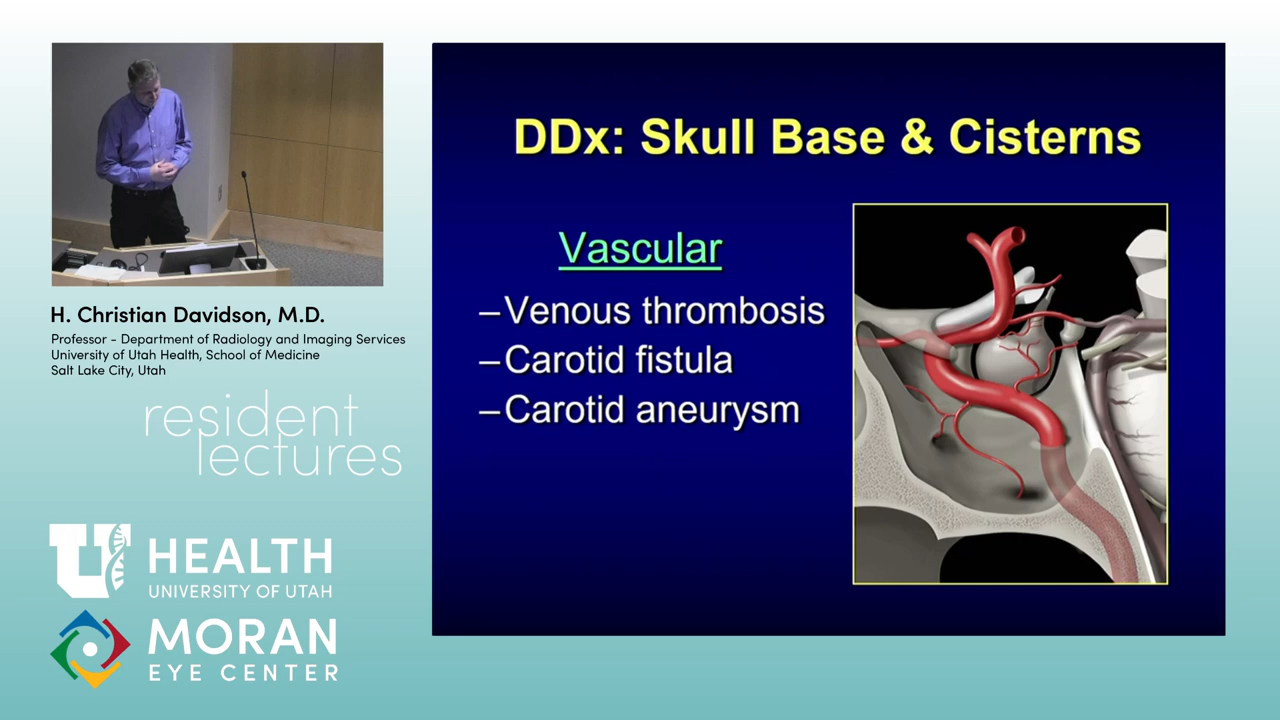 H. Christian Davidson, M.D.
Professor - Department of Radiology and Imaging Services
University of Utah Health, School of Medicine
Salt Lake City, Utah
resident
lectures
U HEALTH
UNIVERSITY OF UTAH
MORAN
EYE CENTER
DDx: Skull Base & Cisterns
Vascular
–Venous thrombosis
–Carotid fistula
–Carotid aneurysm